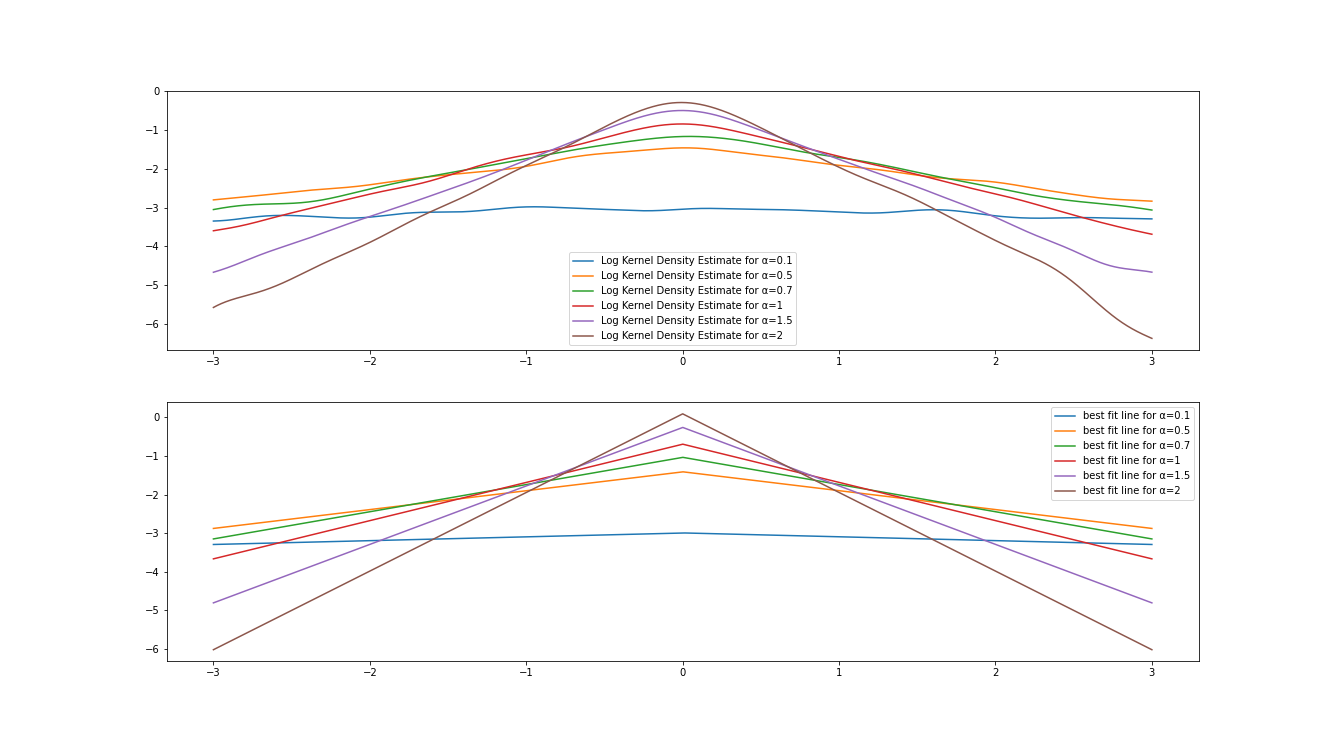 0
−1
−2
−3
−4
−5
−6
Log Kernel Density Estimate for α=0.1
Log Kernel Density Estimate for α=0.5
Log Kernel Density Estimate for α=0.7
Log Kernel Density Estimate for α=1
Log Kernel Density Estimate for α=1.5
Log Kernel Density Estimate for α=2
−3 −2 −1 0 1 2 3
0
−1
−2
−3
−4
−5
−6
best fit line for α=0.1
best fit line for α=0.5
best fit line for α=0.7
best fit line for α=1
best fit line for α=1.5
best fit line for α=2
−3 −2 −1 0 1 2 3